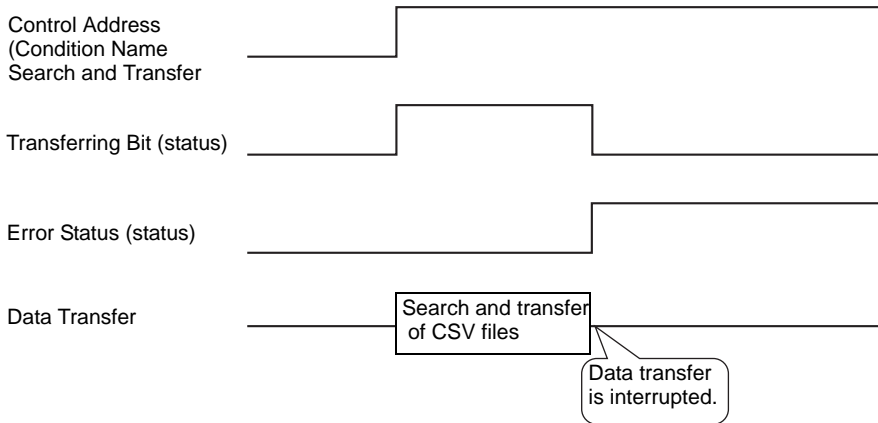 Control Address
(Condition Name
Search and Transfer
Transferring Bit (status)
Error Status (status)
Data Transfer
Search and transfer
of CSV files
Data transfer
is interrupted.